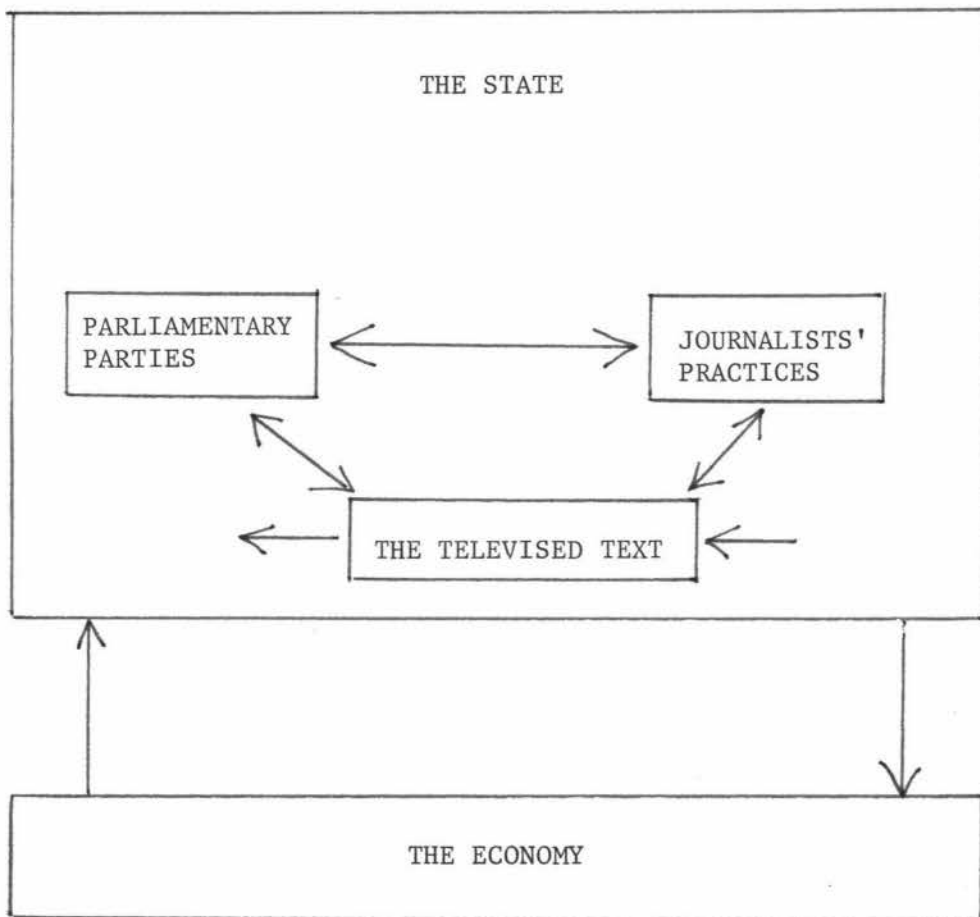 THE STATE
PARLIAMENTARY
PARTIES
JOURNALISTS'
PRACTICES
THE TELEVISED TEXT
THE ECONOMY